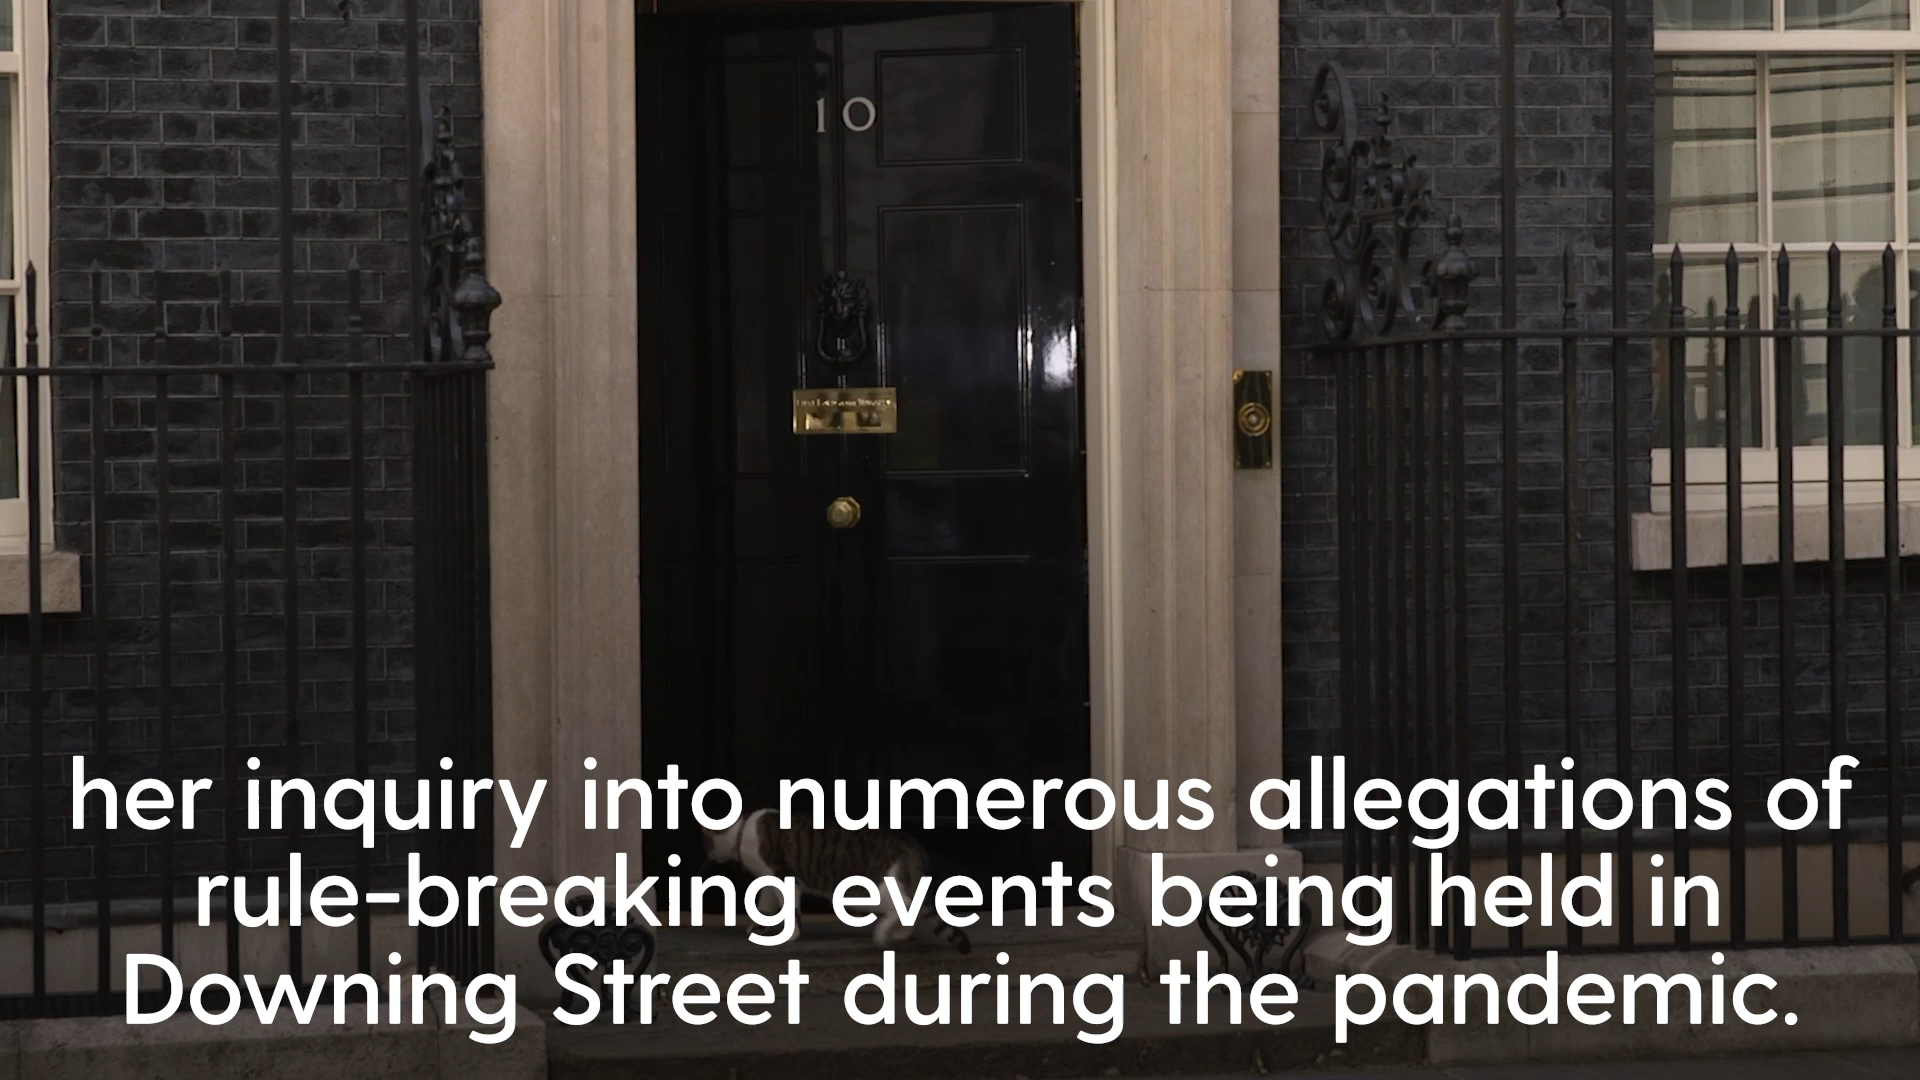 10
her inquiry into numerous allegations of
rule-breaking events being held in
Downing Street during the pandemic.